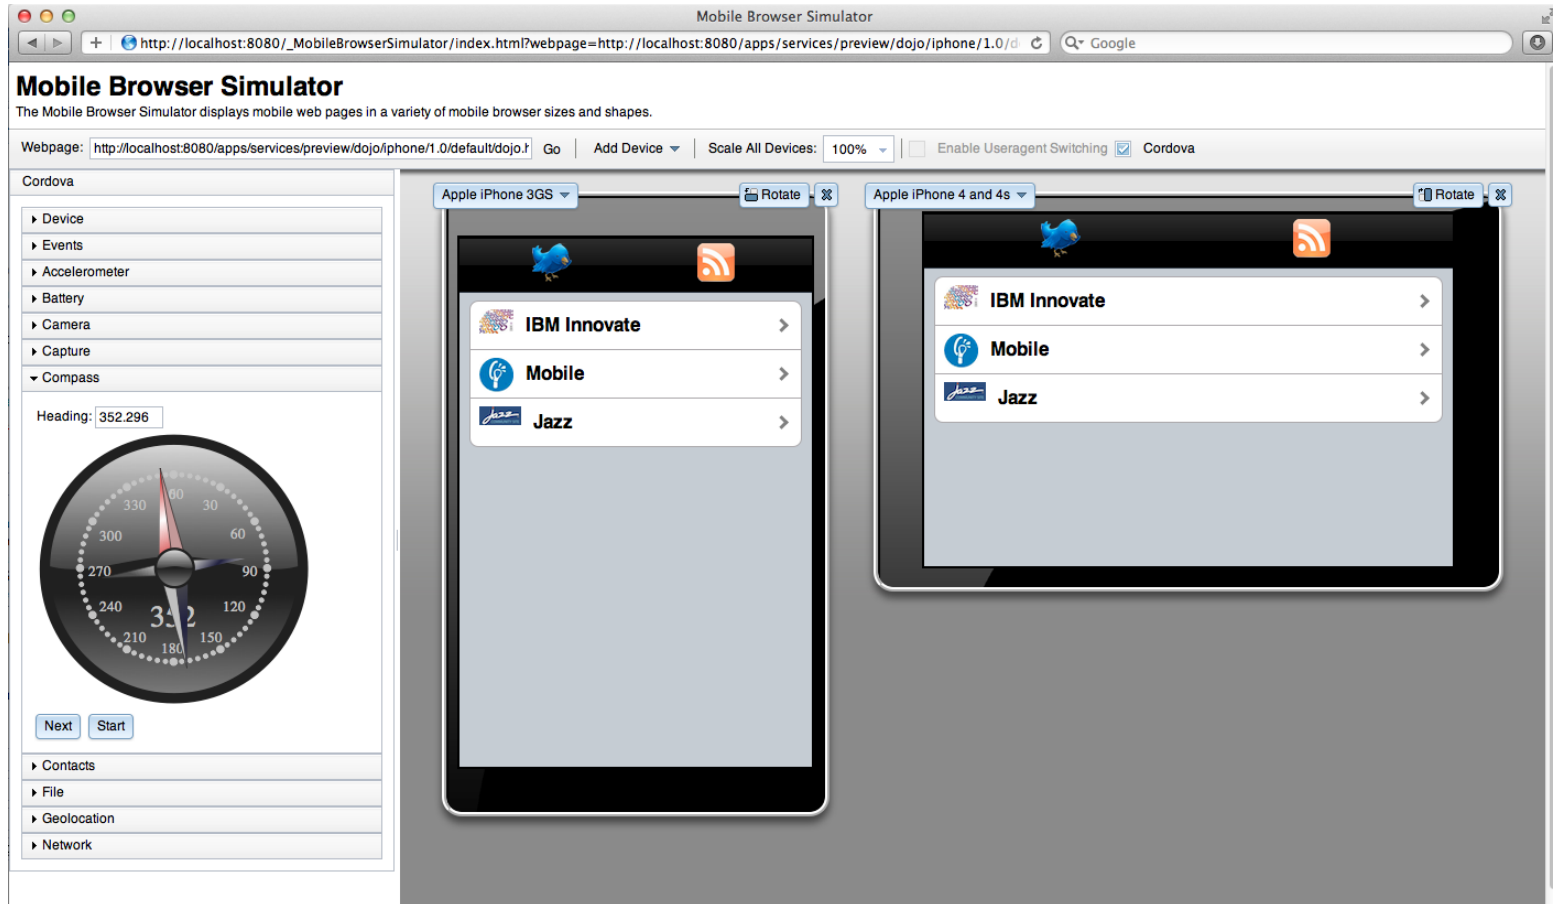 Mobile Browser Simulator
http://localhost:8080/_MobileBrowserSimulator/index.html?webpage=http://localhost:8080/apps/services/preview/dojo/iphone/1.0/d
Google
Mobile Browser Simulator
The Mobile Browser Simulator displays mobile web pages in a variety of mobile browser sizes and shapes.
Webpage: http://localhost:8080/apps/services/preview/dojo/iphone/1.0/default/dojo.h Go Add Device Scale All Devices: 100% Enable Useragent Switching Cordova
Cordova
Device
Events
Accelerometer
Battery
Camera
Capture
Compass
Heading: 352.296
330 60 30
300 60
270 90
240 352 120
210 180 150
Next Start
Contacts
File
Geolocation
Network
Apple iPhone 3GS Rotate
IBM Innovate
Mobile
Jazz
Apple iPhone 4 and 4s Rotate
IBM Innovate
Mobile
Jazz